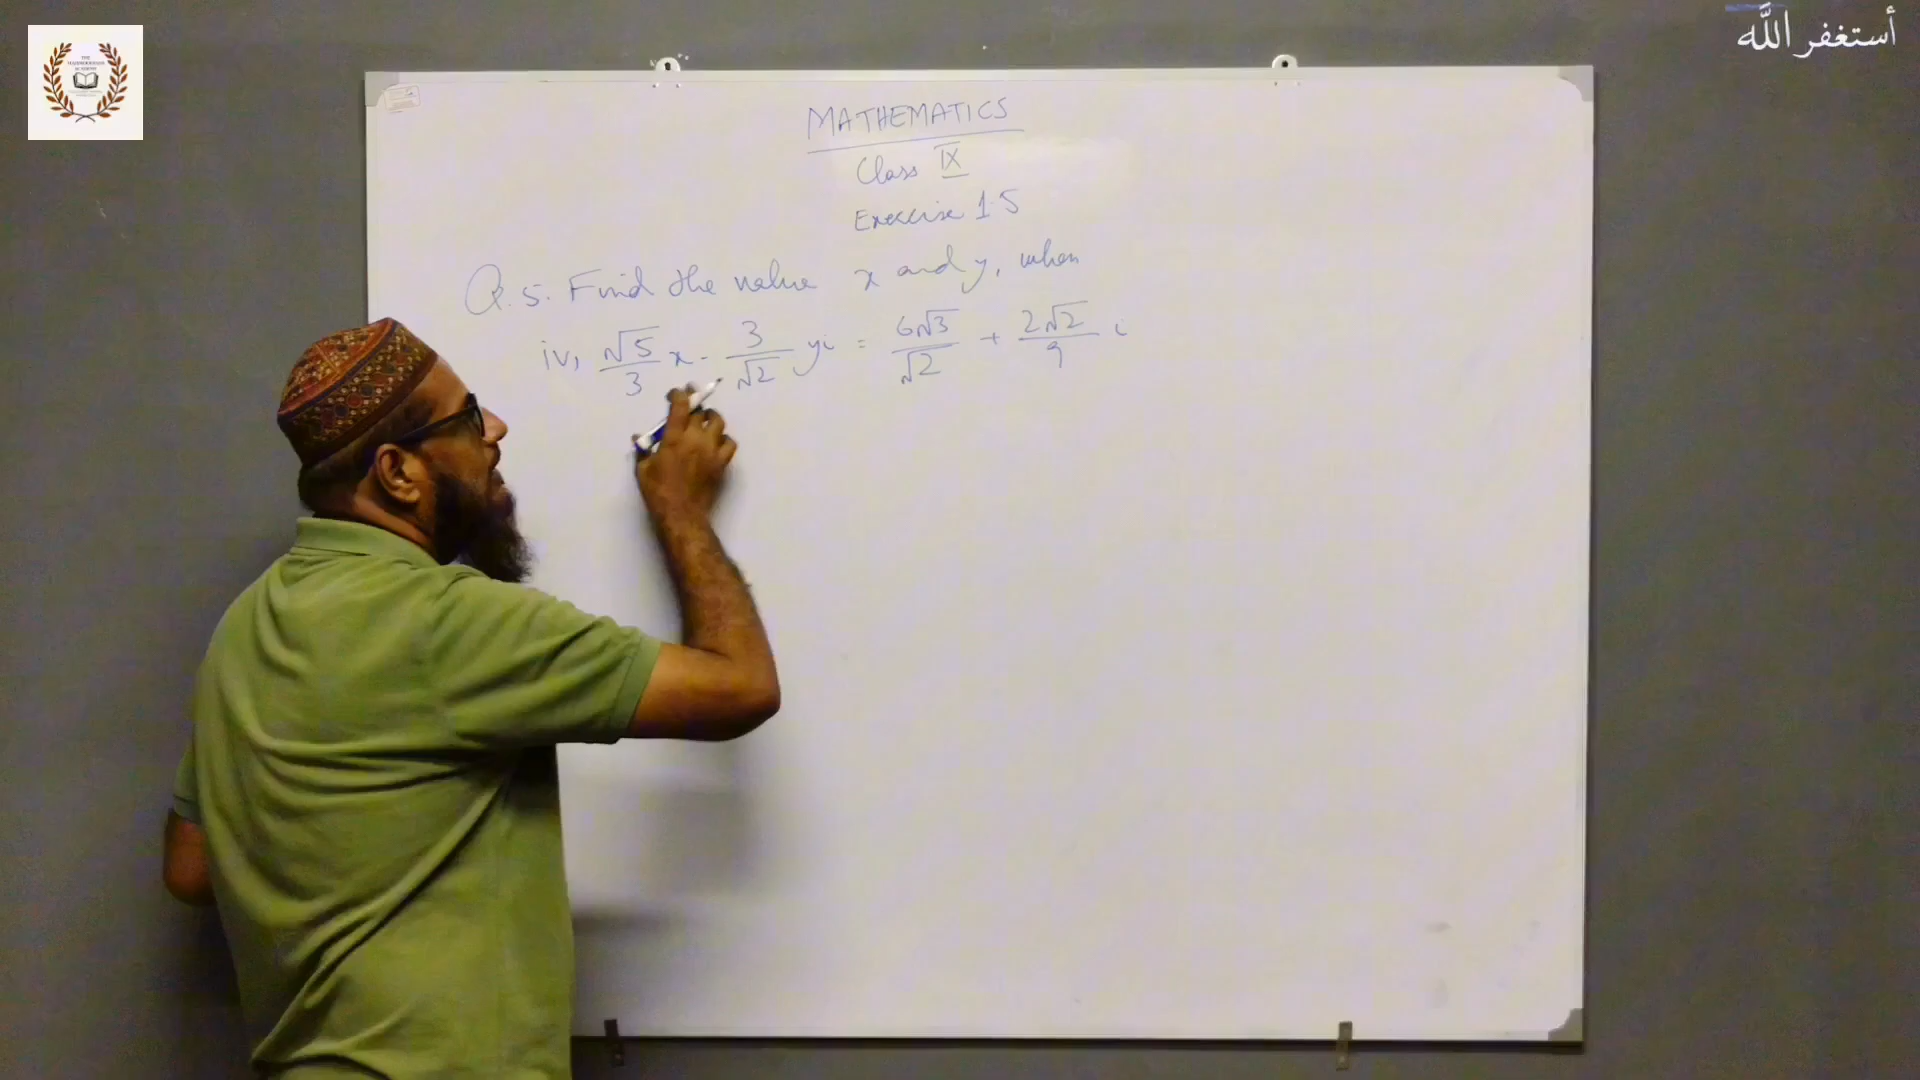 أستغفر الله
MATHEMATICS
Class IX
Exercise 1.5
Q.5. Find the value x and y, when
iv, √5/3 x - 3/√2 yi = 6√3/√2 + 2√2/9 i